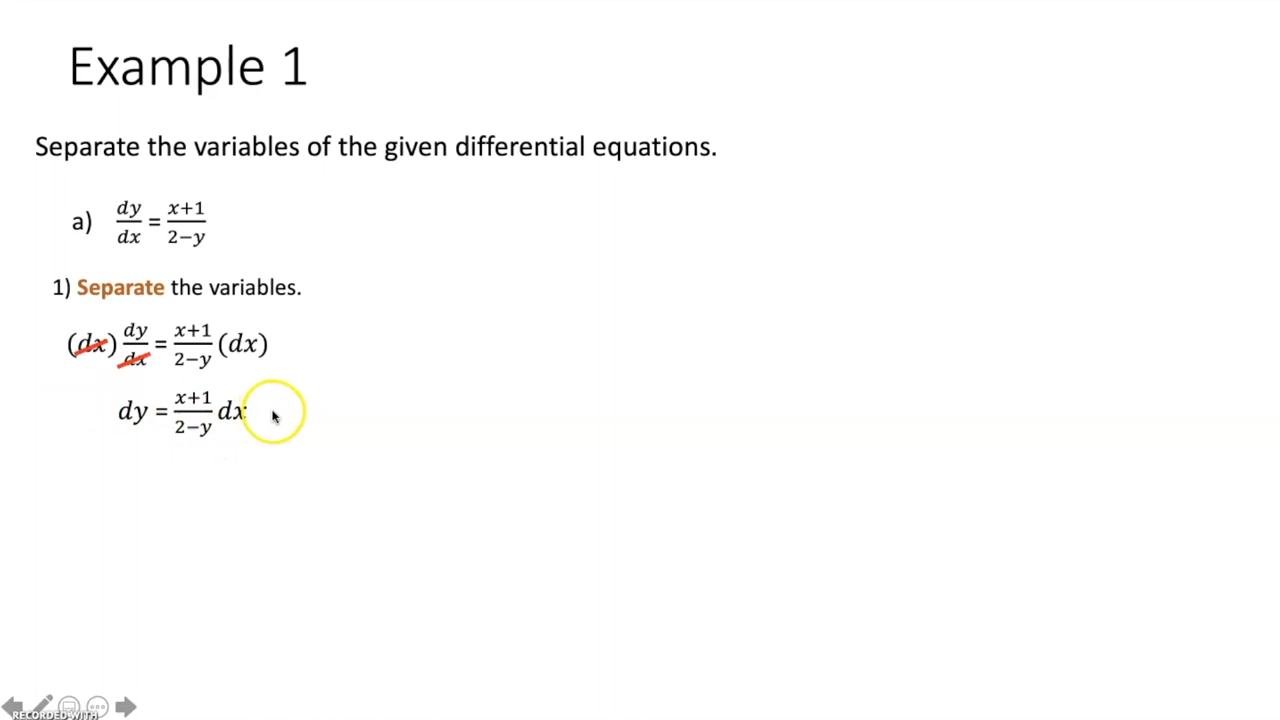 Example 1
Separate the variables of the given differential equations.
a) dy/dx = x+1/2−y
1) Separate the variables.
(dx) dy/dx = x+1/2−y (dx)
dy = x+1/2−y dx
RECORDED WITH